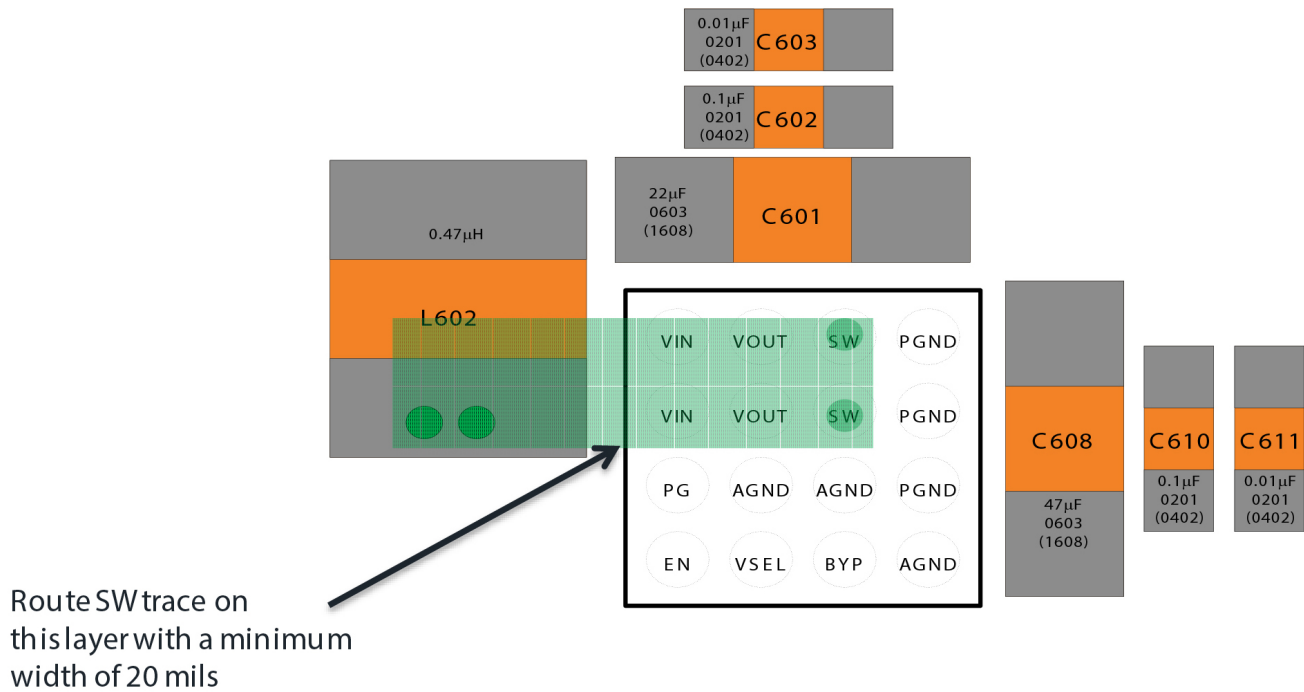 0.01µF
0201
(0402)
C603
0.1µF
0201
(0402)
C602
22µF
0603
(1608)
C601
0.47µH
L602
VIN VOUT SW PGND
VIN VOUT SW PGND
PG AGND AGND PGND
EN VSEL BYP AGND
C608
47µF
0603
(1608)
C610
0.1µF
0201
(0402)
C611
0.01µF
0201
(0402)
Route SW trace on
this layer with a minimum
width of 20 mils